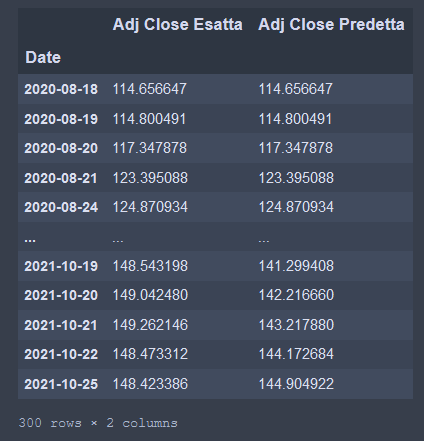 Adj Close Esatta Adj Close Predetta
Date
2020-08-18 114.656647 114.656647
2020-08-19 114.800491 114.800491
2020-08-20 117.347878 117.347878
2020-08-21 123.395088 123.395088
2020-08-24 124.870934 124.870934
... ... ...
2021-10-19 148.543198 141.299408
2021-10-20 149.042480 142.216660
2021-10-21 149.262146 143.217880
2021-10-22 148.473312 144.172684
2021-10-25 148.423386 144.904922
300 rows × 2 columns